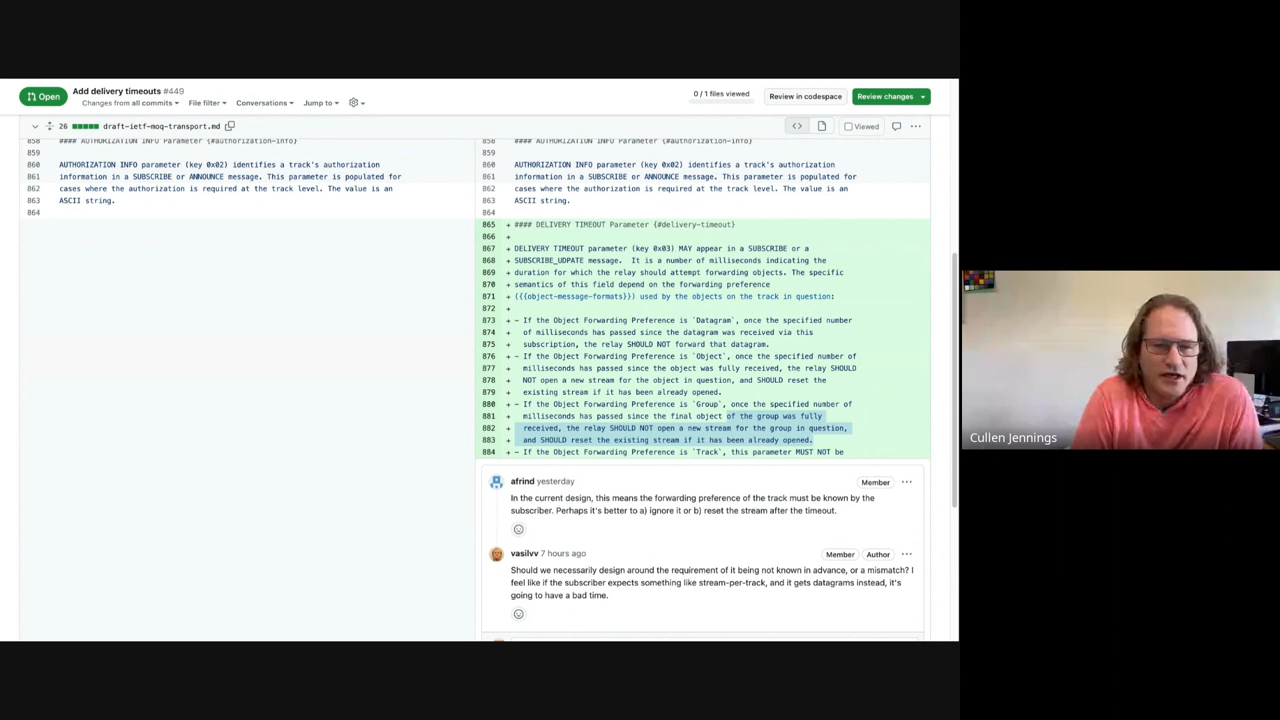 Open
Add delivery timeouts #449
Changes from all commits
File filter
Conversations
Jump to
0 / 1 files viewed
Review in codespace
Review changes
26
draft-ietf-moq-transport.md
Viewed
858 #### AUTHORIZATION INFO Parameter {#authorization-info}
859
860 AUTHORIZATION INFO parameter (key 0x02) identifies a track's authorization
861 information in a SUBSCRIBE or ANNOUNCE message. This parameter is populated for
862 cases where the authorization is required at the track level. The value is an
863 ASCII string.
864
858 #### AUTHORIZATION INFO Parameter {#authorization-info}
859
860 AUTHORIZATION INFO parameter (key 0x02) identifies a track's authorization
861 information in a SUBSCRIBE or ANNOUNCE message. This parameter is populated for
862 cases where the authorization is required at the track level. The value is an
863 ASCII string.
864
865 + #### DELIVERY TIMEOUT Parameter {#delivery-timeout}
866 +
867 + DELIVERY TIMEOUT parameter (key 0x03) MAY appear in a SUBSCRIBE or a
868 + SUBSCRIBE_UDPATE message. It is a number of milliseconds indicating the
869 + duration for which the relay should attempt forwarding objects. The specific
870 + semantics of this field depend on the forwarding preference
871 + ({{object-message-formats}}) used by the objects on the track in question:
872 +
873 + - If the Object Forwarding Preference is `Datagram`, once the specified number
874 + of milliseconds has passed since the datagram was received via this
875 + subscription, the relay SHOULD NOT forward that datagram.
876 + - If the Object Forwarding Preference is `Object`, once the specified number of
877 + milliseconds has passed since the object was fully received, the relay SHOULD
878 + NOT open a new stream for the object in question, and SHOULD reset the
879 + existing stream if it has been already opened.
880 + - If the Object Forwarding Preference is `Group`, once the specified number of
881 + milliseconds has passed since the final object of the group was fully
882 + received, the relay SHOULD NOT open a new stream for the group in question,
883 + and SHOULD reset the existing stream if it has been already opened.
884 + - If the Object Forwarding Preference is `Track`, this parameter MUST NOT be
afrind yesterday
Member
In the current design, this means the forwarding preference of the track must be known by the
subscriber. Perhaps it's better to a) ignore it or b) reset the stream after the timeout.
vasilvv 7 hours ago
Member
Author
Should we necessarily design around the requirement of it being not known in advance, or a mismatch? I
feel like if the subscriber expects something like stream-per-track, and it gets datagrams instead, it's
going to have a bad time.
Cullen Jennings